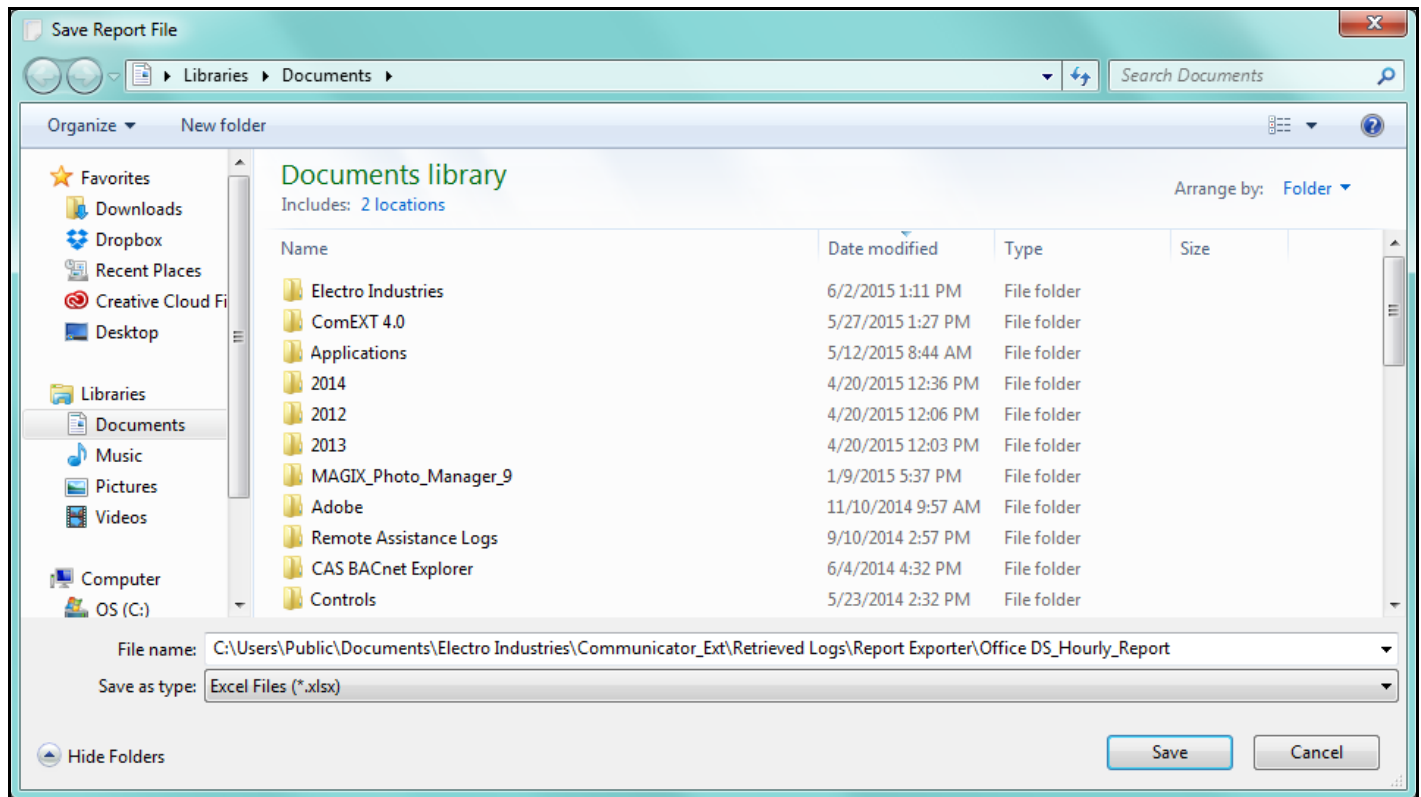 Save Report File
Libraries Documents
Search Documents
Organize New folder
Favorites
Downloads
Dropbox
Recent Places
Creative Cloud Fi
Desktop
Libraries
Documents
Music
Pictures
Videos
Computer
OS (C:)
Documents library
Includes: 2 locations
Arrange by: Folder
Name Date modified Type Size
Electro Industries 6/2/2015 1:11 PM File folder
ComEXT 4.0 5/27/2015 1:27 PM File folder
Applications 5/12/2015 8:44 AM File folder
2014 4/20/2015 12:36 PM File folder
2012 4/20/2015 12:06 PM File folder
2013 4/20/2015 12:03 PM File folder
MAGIX_Photo_Manager_9 1/9/2015 5:37 PM File folder
Adobe 11/10/2014 9:57 AM File folder
Remote Assistance Logs 9/10/2014 2:57 PM File folder
CAS BACnet Explorer 6/4/2014 4:32 PM File folder
Controls 5/23/2014 2:32 PM File folder
File name: C:\Users\Public\Documents\Electro Industries\Communicator_Ext\Retrieved Logs\Report Exporter\Office DS_Hourly_Report
Save as type: Excel Files (*.xlsx)
Hide Folders
Save Cancel